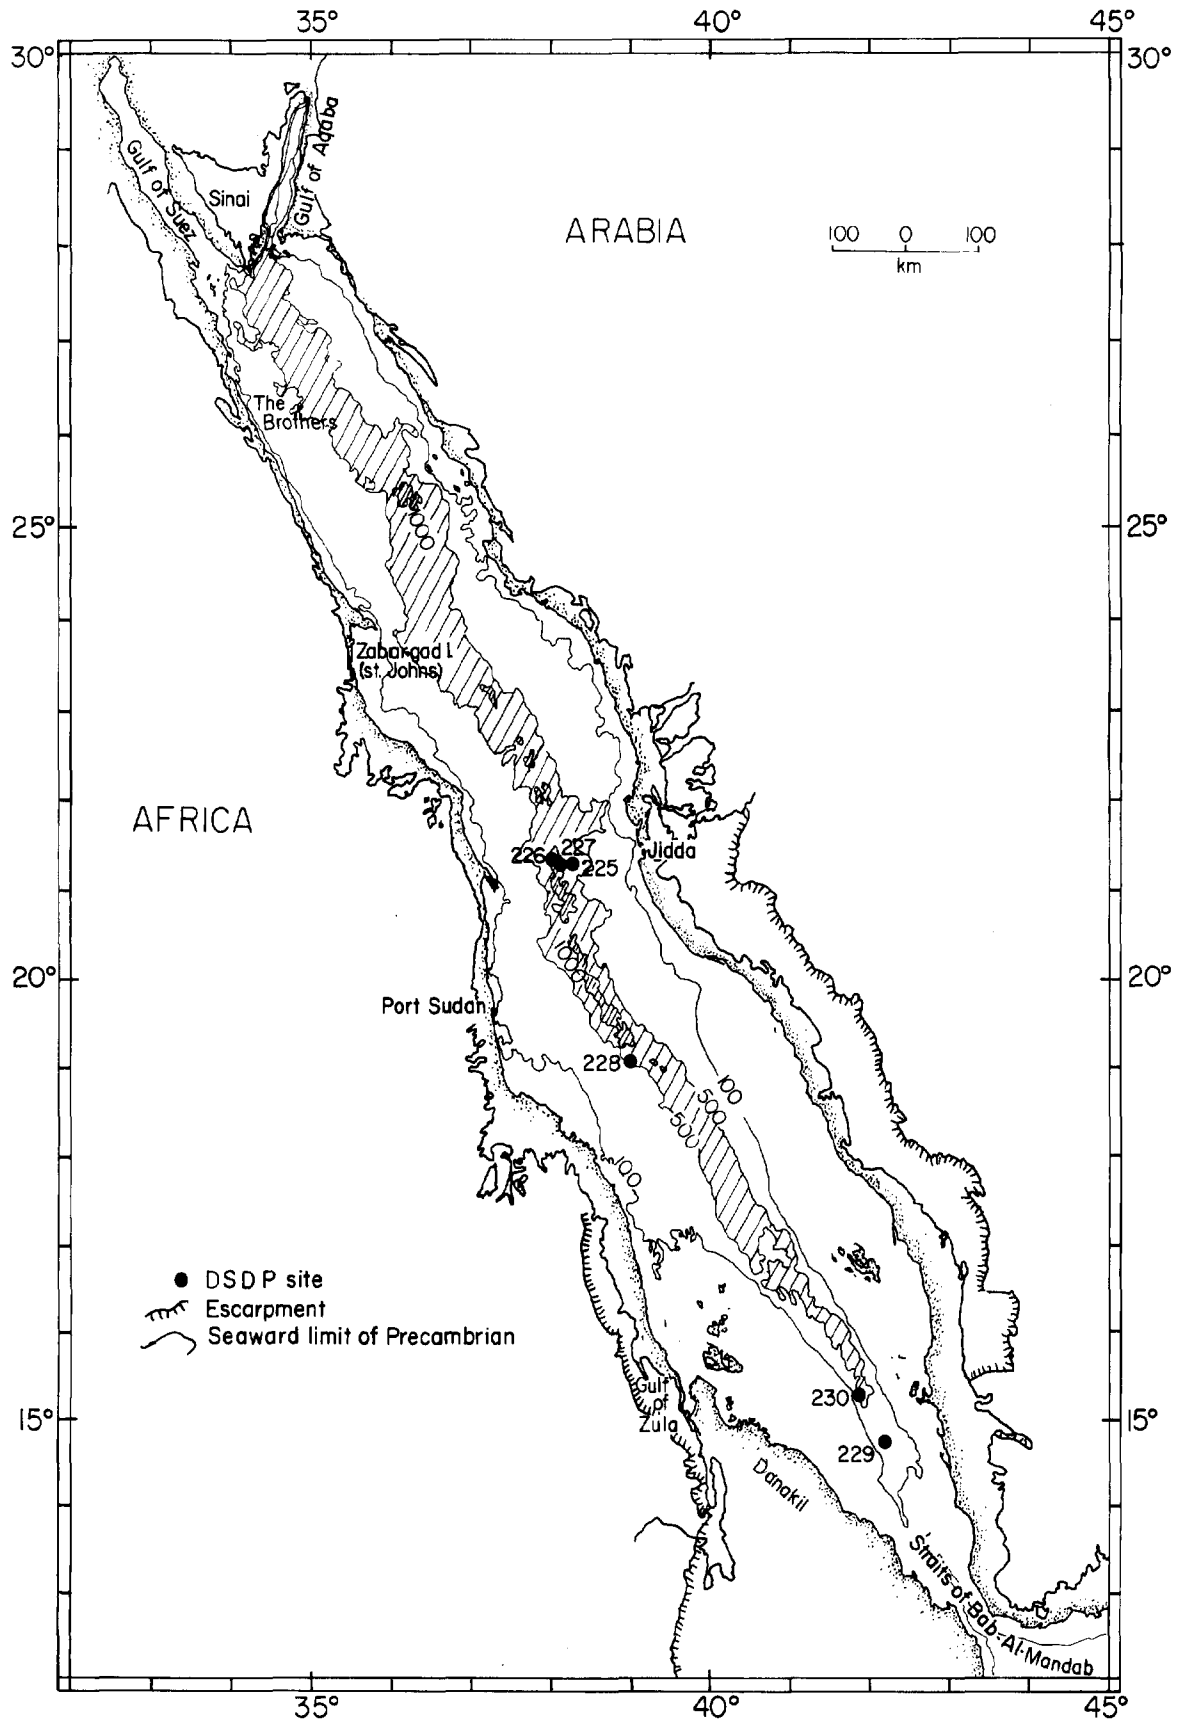 35° 40° 45°
30° 30°
Gulf of Suez
Sinai
Gulf of Aqaba
ARABIA
100 0 100
km
The
Brothers
25° 25°
1000
Zabargad I.
(st. Johns)
AFRICA
Jidda
226 227
225
1000
20° 20°
Port Sudan
228
100
500
500
100
DSDP site
Escarpment
Seaward limit of Precambrian
Gulf
of
Zula
230
15° 15°
229
Danakil
Straits of Bab-Al-Mandab
35° 40° 45°